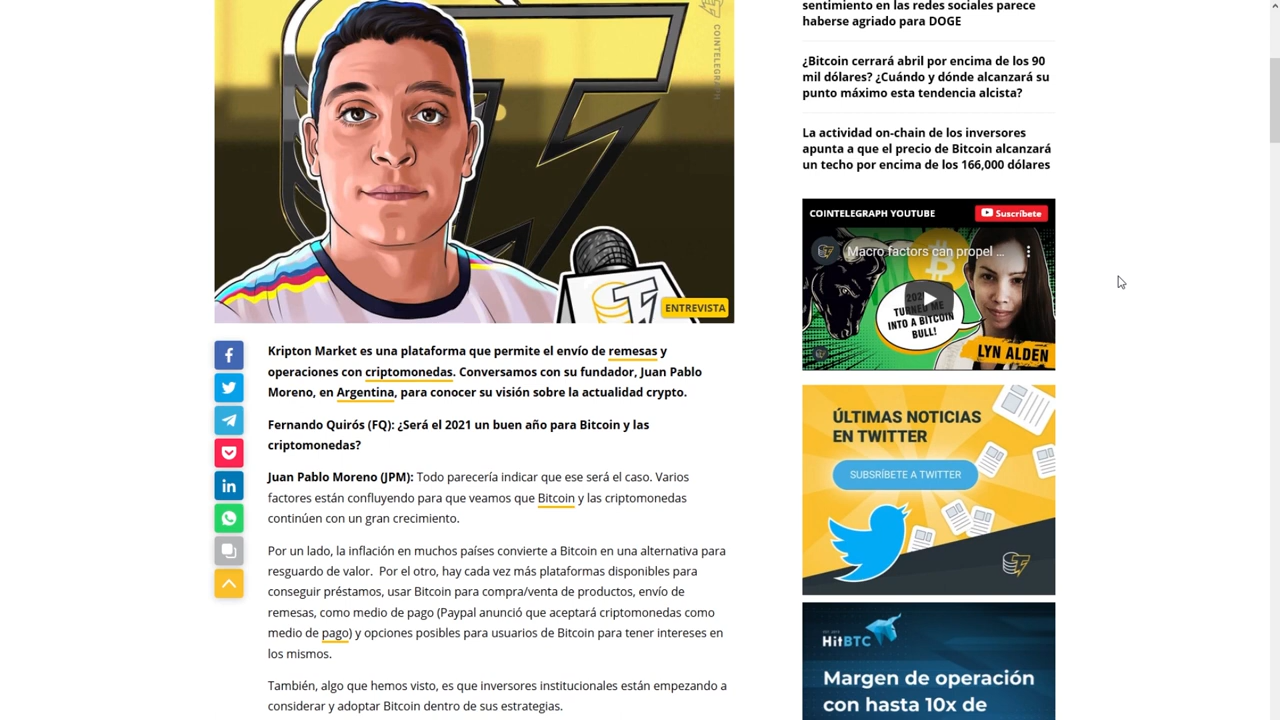 COINTELEGRAPH
ENTREVISTA
Kripton Market es una plataforma que permite el envío de remesas y
operaciones con criptomonedas. Conversamos con su fundador, Juan Pablo
Moreno, en Argentina, para conocer su visión sobre la actualidad crypto.
Fernando Quirós (FQ): ¿Será el 2021 un buen año para Bitcoin y las
criptomonedas?
Juan Pablo Moreno (JPM): Todo parecería indicar que ese será el caso. Varios
factores están confluyendo para que veamos que Bitcoin y las criptomonedas
continúen con un gran crecimiento.
Por un lado, la inflación en muchos países convierte a Bitcoin en una alternativa para
resguardo de valor.  Por el otro, hay cada vez más plataformas disponibles para
conseguir préstamos, usar Bitcoin para compra/venta de productos, envío de
remesas, como medio de pago (Paypal anunció que aceptará criptomonedas como
medio de pago) y opciones posibles para usuarios de Bitcoin para tener intereses en
los mismos.
También, algo que hemos visto, es que inversores institucionales están empezando a
considerar y adoptar Bitcoin dentro de sus estrategias.
sentimiento en las redes sociales parece
haberse agriado para DOGE
¿Bitcoin cerrará abril por encima de los 90
mil dólares? ¿Cuándo y dónde alcanzará su
punto máximo esta tendencia alcista?
La actividad on-chain de los inversores
apunta a que el precio de Bitcoin alcanzará
un techo por encima de los 166,000 dólares
COINTELEGRAPH YOUTUBE
Suscríbete
Macro factors can propel ...
TURNED ME
INTO A BITCOIN
BULL!
LYN ALDEN
ÚLTIMAS NOTICIAS
EN TWITTER
SUBSRÍBETE A TWITTER
HitBTC
Margen de operación
con hasta 10x de